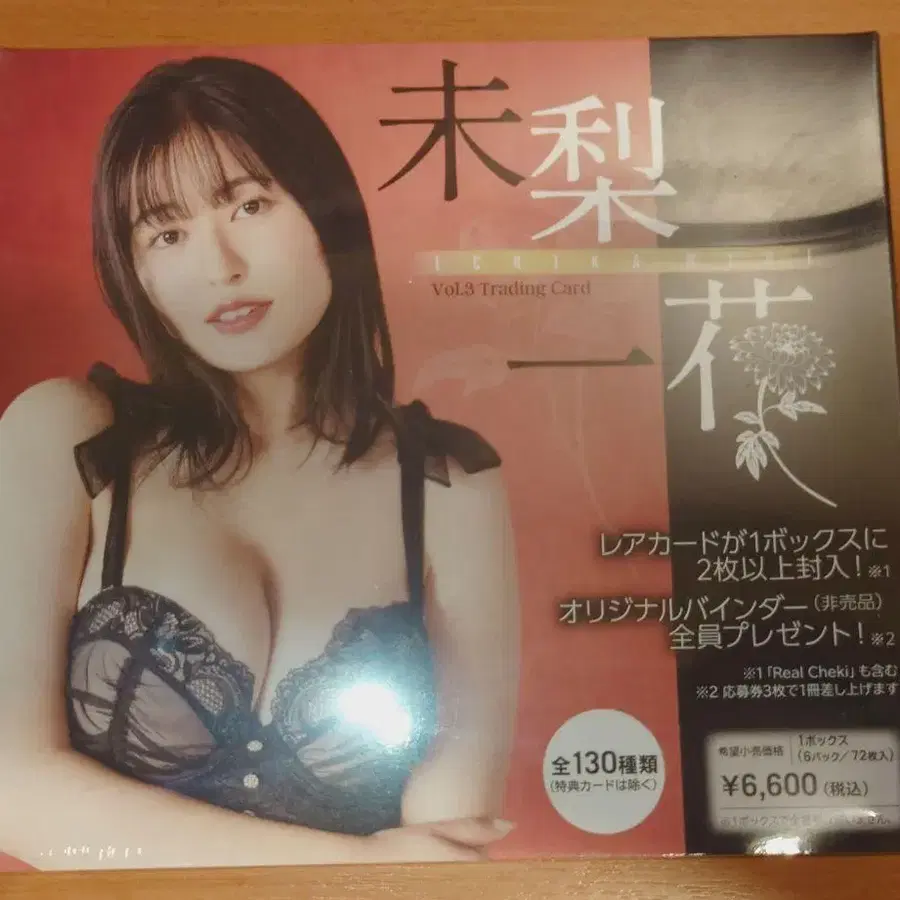 未梨一花
Vol.3 Trading Card
レアカードが1ボックスに
2枚以上封入!※1
オリジナルバインダー(非売品)
全員プレゼント!※2
※1「Real Cheki」も含む
※2 応募券3枚で1冊差し上げます
全130種類
(特典カードは除く)
希望小売価格
1ボックス
(6パック/72枚入)
¥6,600(税込)